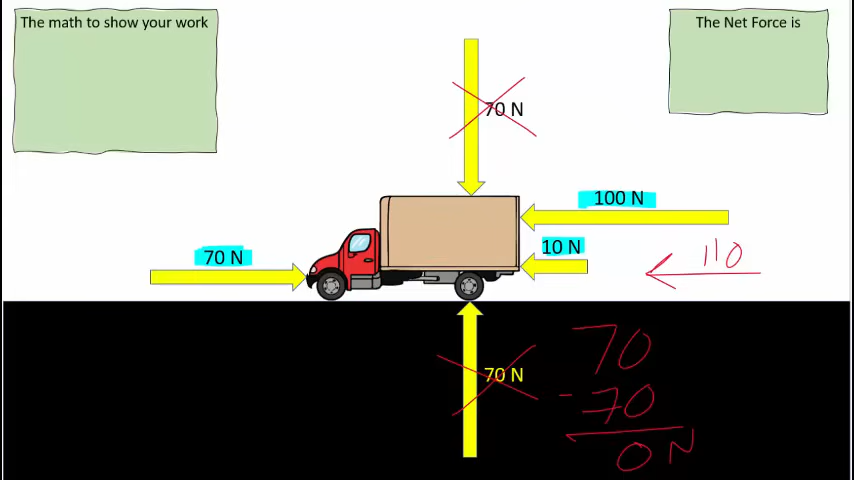 The math to show your work
The Net Force is
70 N
100 N
10 N
110
70 N
70 N
70
- 70
0 N